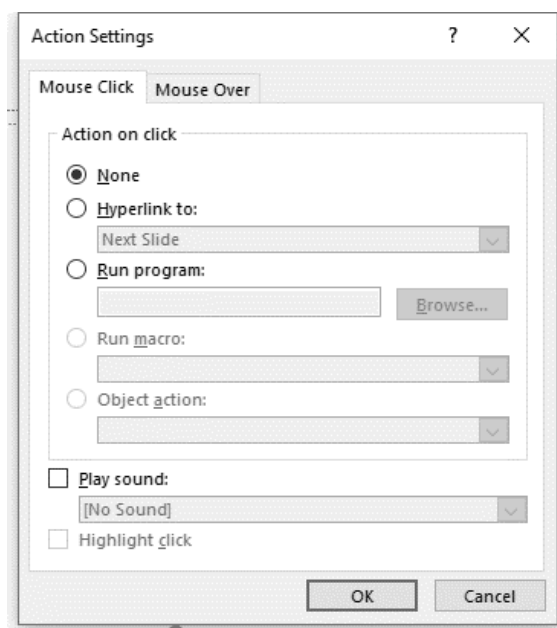 Action Settings ?
Mouse Click Mouse Over
Action on click
None
Hyperlink to:
Next Slide
Run program:
Browse...
Run macro:
Object action:
Play sound:
[No Sound]
Highlight click
OK Cancel